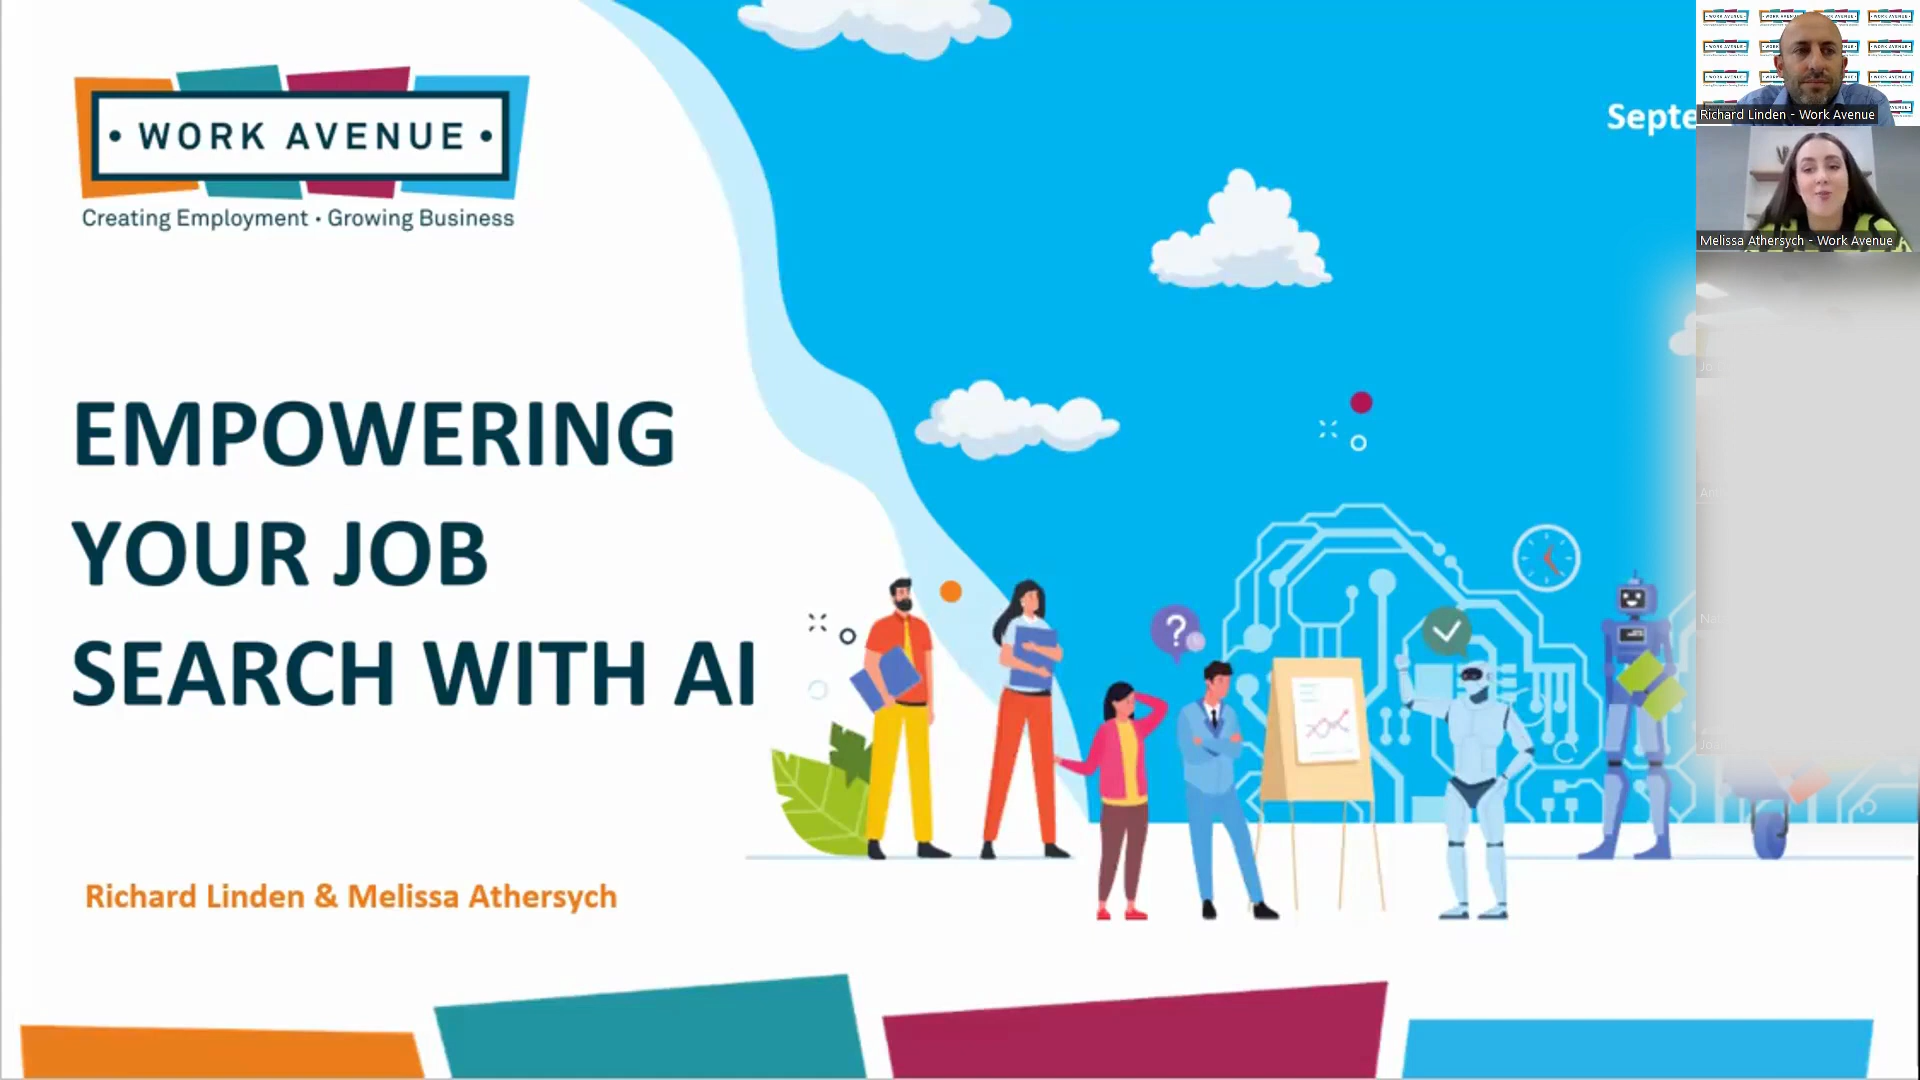 • WORK AVENUE •
Creating Employment • Growing Business
EMPOWERING
YOUR JOB
SEARCH WITH AI
Richard Linden & Melissa Athersych
Richard Linden - Work Avenue
Melissa Athersych - Work Avenue
?